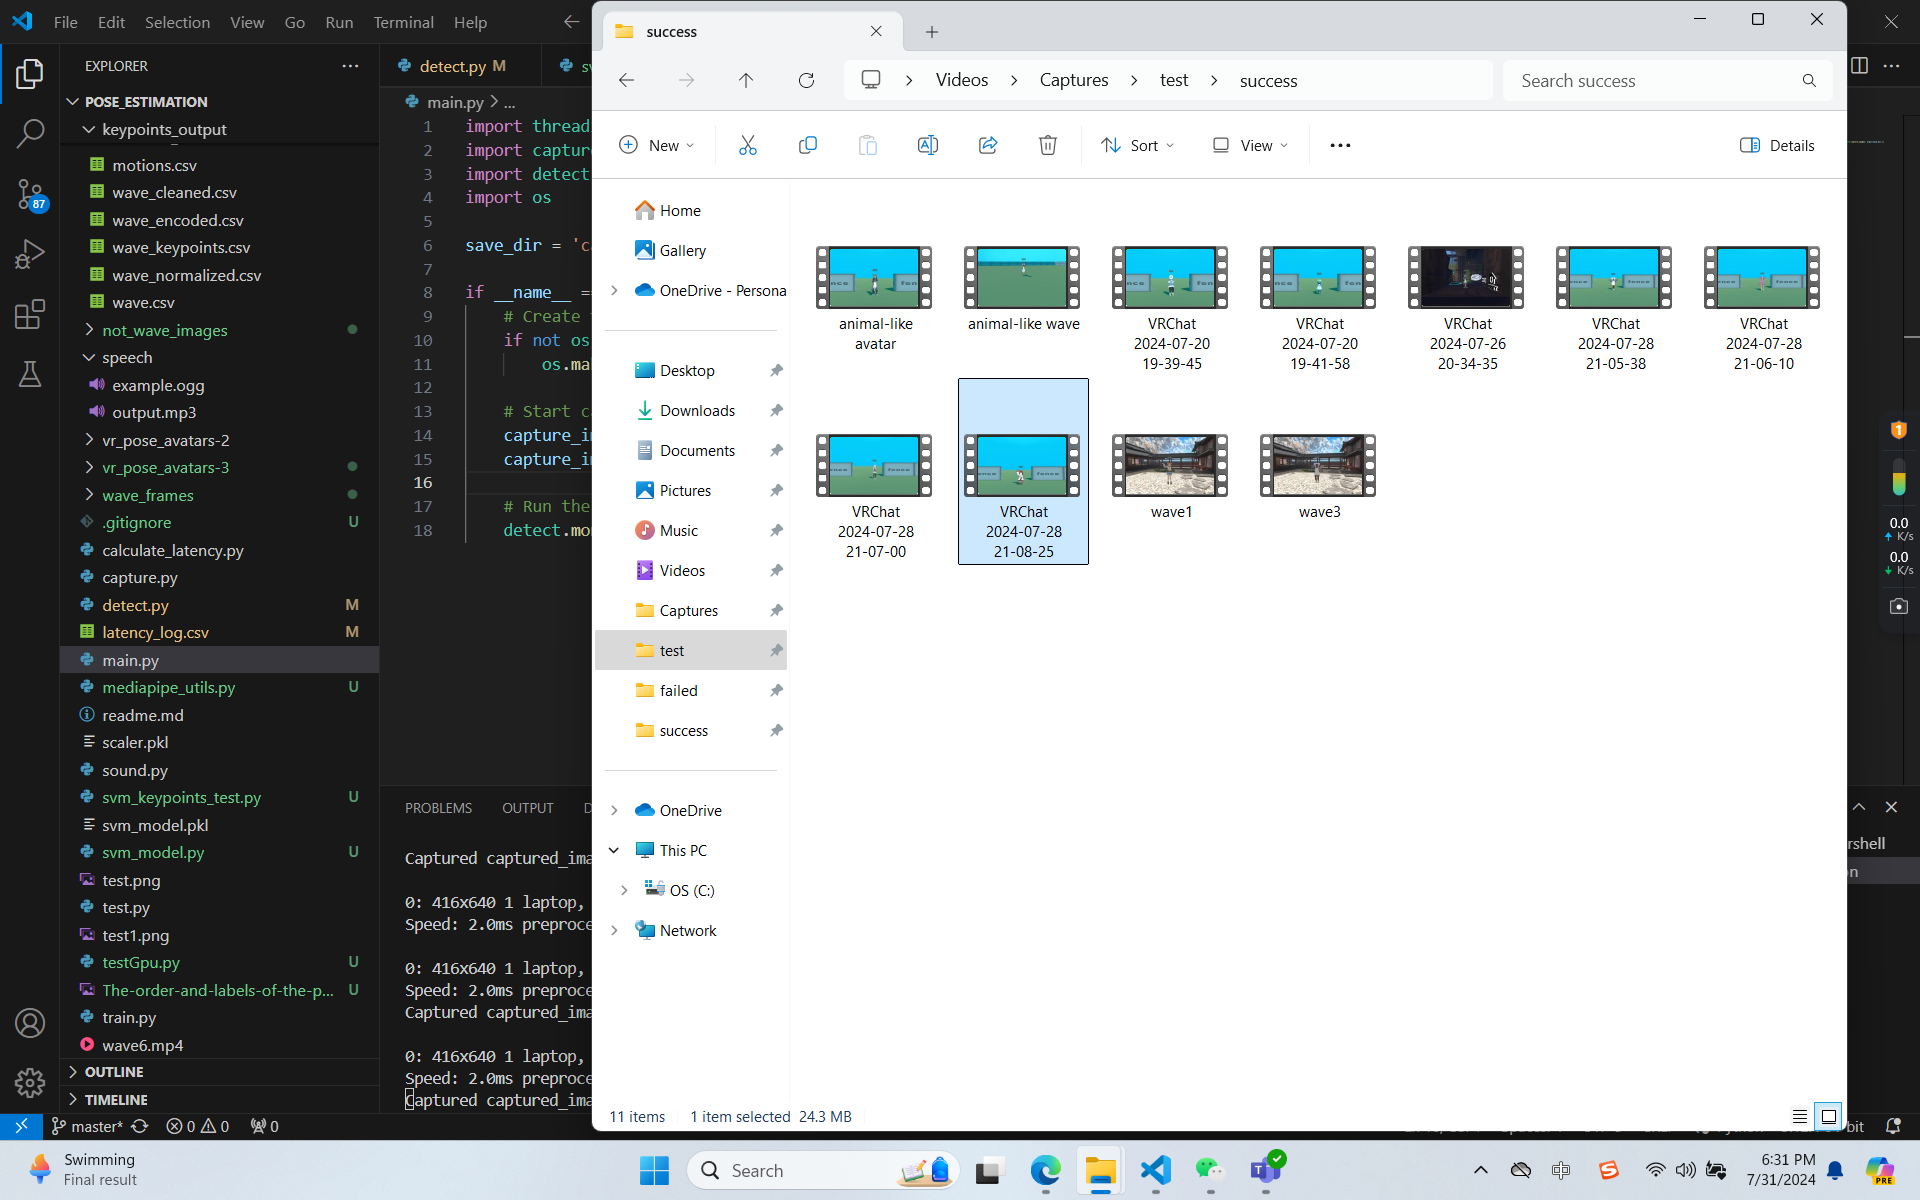 File Edit Selection View Go Run Terminal Help
EXPLORER
POSE_ESTIMATION
keypoints_output
motions.csv
wave_cleaned.csv
wave_encoded.csv
wave_keypoints.csv
wave_normalized.csv
wave.csv
not_wave_images
speech
example.ogg
output.mp3
vr_pose_avatars-2
vr_pose_avatars-3
wave_frames
.gitignore U
calculate_latency.py
capture.py
detect.py M
latency_log.csv M
main.py
mediapipe_utils.py U
readme.md
scaler.pkl
sound.py
svm_keypoints_test.py U
svm_model.pkl
svm_model.py U
test.png
test.py
test1.png
testGpu.py U
The-order-and-labels-of-the-p... U
train.py
wave6.mp4
OUTLINE
TIMELINE
87
detect.py M
main.py > ...
1 import thread
2 import capture
3 import detect
4 import os
5
6 save_dir = 'c
7
8 if __name__ =
9 # Create
10 if not os
11 os.ma
12
13 # Start c
14 capture_i
15 capture_i
16
17 # Run the
18 detect.mo
PROBLEMS OUTPUT D
Captured captured_ima
0: 416x640 1 laptop,
Speed: 2.0ms preproce
0: 416x640 1 laptop,
Speed: 2.0ms preproce
Captured captured_ima
0: 416x640 1 laptop,
Speed: 2.0ms preproce
Captured captured_ima
rshell
on
master* 0 0 0
bit
success
Videos > Captures > test > success
Search success
New
Sort
View
Details
Home
Gallery
OneDrive - Persona
Desktop
Downloads
Documents
Pictures
Music
Videos
Captures
test
failed
success
OneDrive
This PC
OS (C:)
Network
animal-like
avatar
animal-like wave
VRChat
2024-07-20
19-39-45
VRChat
2024-07-20
19-41-58
VRChat
2024-07-26
20-34-35
VRChat
2024-07-28
21-05-38
VRChat
2024-07-28
21-06-10
VRChat
2024-07-28
21-07-00
VRChat
2024-07-28
21-08-25
wave1
wave3
11 items 1 item selected 24.3 MB
1
0.0
K/s
0.0
K/s
Swimming
Final result
Search
6:31 PM
7/31/2024
PRE